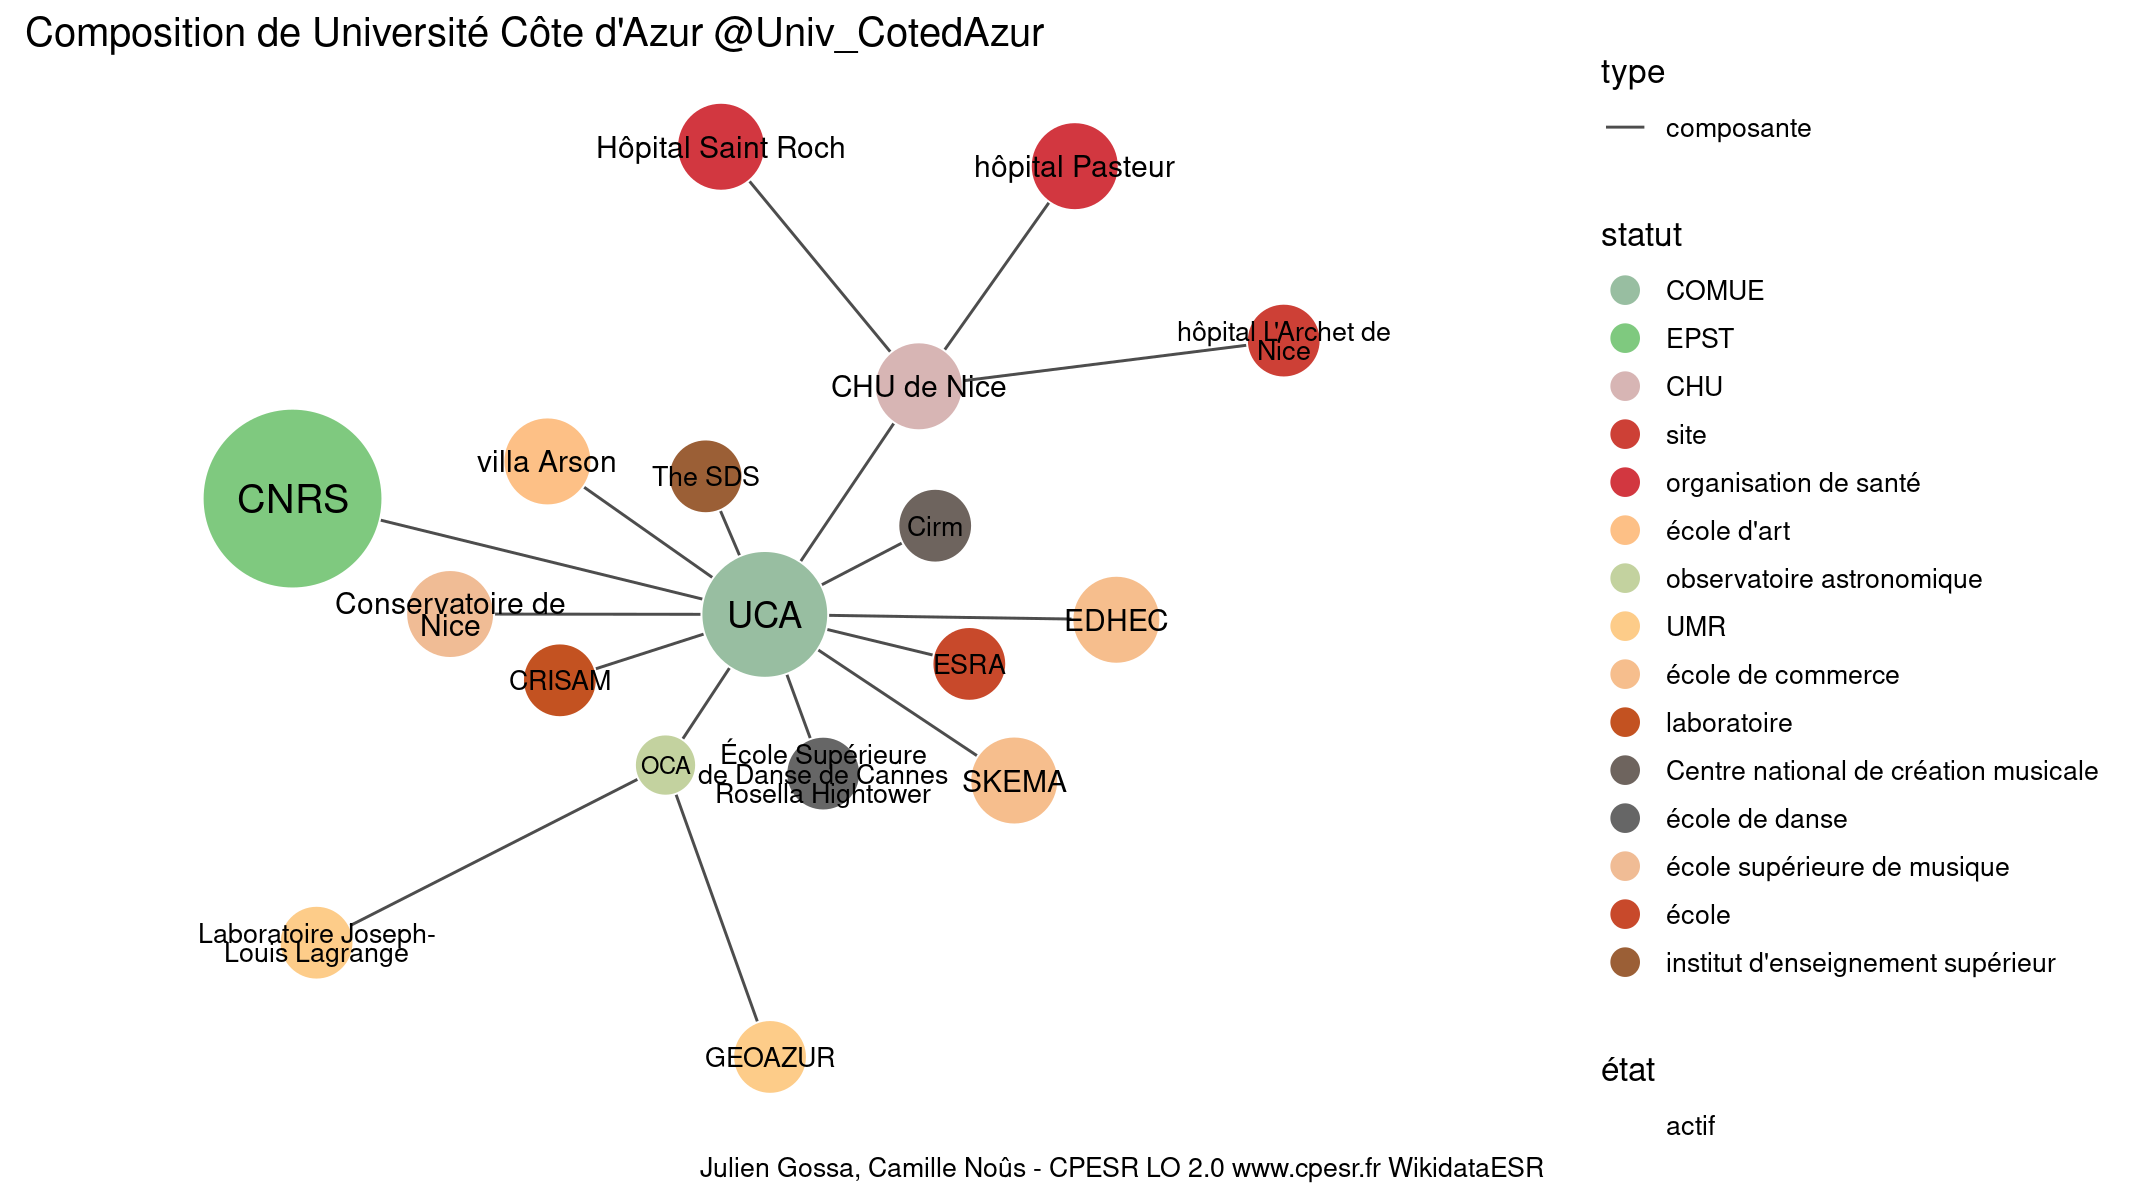 Composition de Université Côte d'Azur @Univ_CotedAzur
Hôpital Saint Roch
hôpital Pasteur
hôpital L'Archet de
Nice
CHU de Nice
villa Arson
The SDS
CNRS
Cirm
Conservatoire de
Nice
UCA
EDHEC
ESRA
CRISAM
OCA
École Supérieure
de Danse de Cannes
Rosella Hightower
SKEMA
Laboratoire Joseph-
Louis Lagrange
GEOAZUR
type
composante
statut
COMUE
EPST
CHU
site
organisation de santé
école d'art
observatoire astronomique
UMR
école de commerce
laboratoire
Centre national de création musicale
école de danse
école supérieure de musique
école
institut d'enseignement supérieur
état
actif
Julien Gossa, Camille Noûs - CPESR LO 2.0 www.cpesr.fr WikidataESR